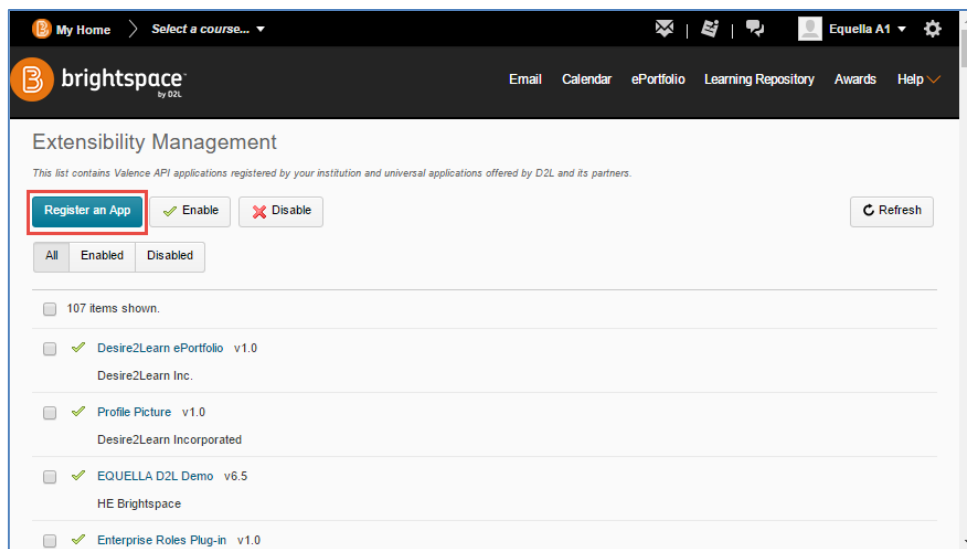 My Home Select a course... Equella A1
brightspace
by D2L
Email Calendar ePortfolio Learning Repository Awards Help
Extensibility Management
This list contains Valence API applications registered by your institution and universal applications offered by D2L and its partners.
Register an App Enable Disable Refresh
All Enabled Disabled
107 items shown.
Desire2Learn ePortfolio v1.0
Desire2Learn Inc.
Profile Picture v1.0
Desire2Learn Incorporated
EQUELLA D2L Demo v6.5
HE Brightspace
Enterprise Roles Plug-in v1.0